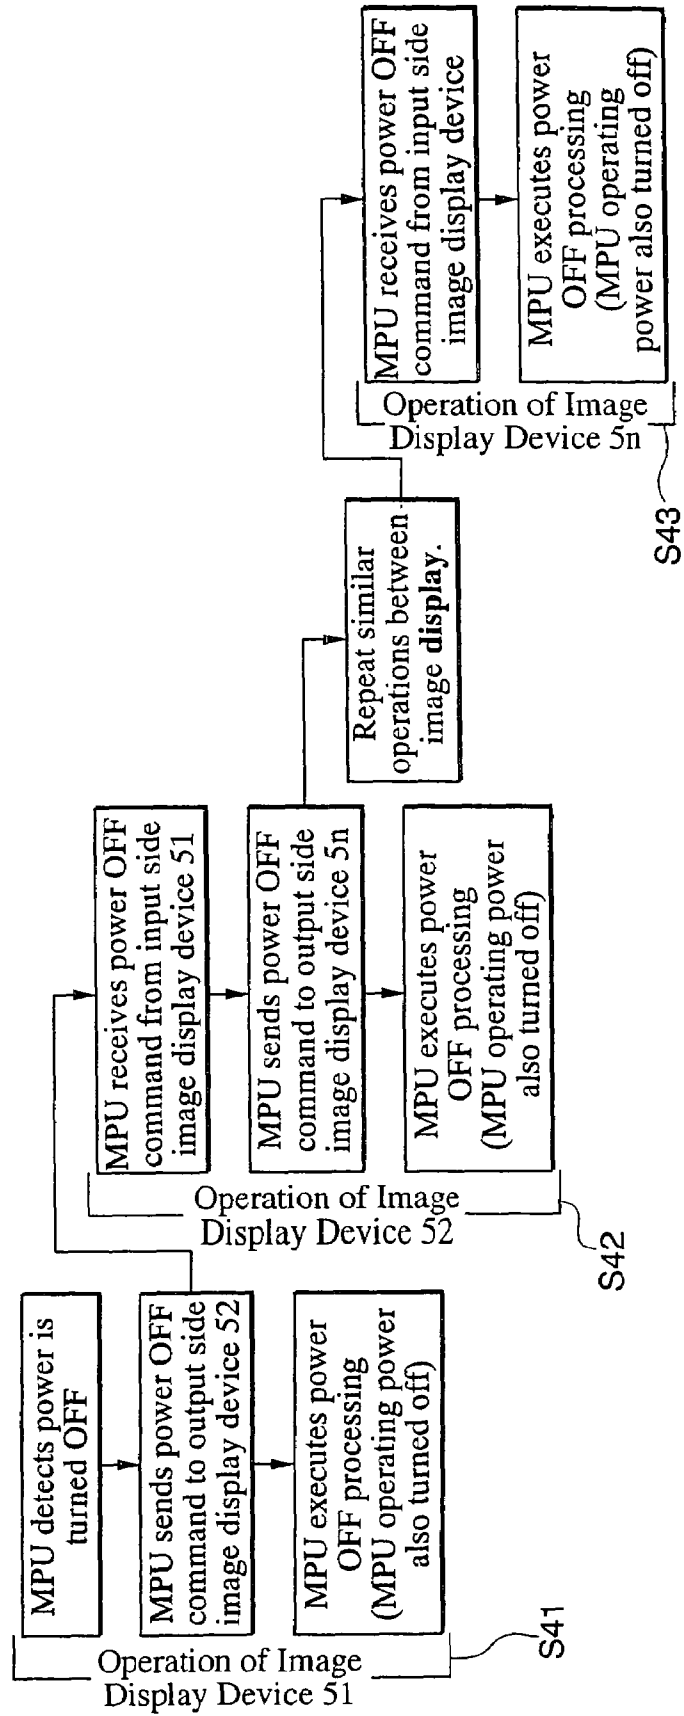 MPU detects power is
turned OFF
MPU sends power OFF
command to output side
image display device 52
MPU executes power
OFF processing
(MPU operating power
also turned off)
Operation of Image
Display Device 51
S41
MPU receives power OFF
command from input side
image display device 51
MPU sends power OFF
command to output side
image display device 5n
MPU executes power
OFF processing
(MPU operating power
also turned off)
Operation of Image
Display Device 52
S42
Repeat similar
operations between
image display.
MPU receives power OFF
command from input side
image display device
MPU executes power
OFF processing
(MPU operating
power also turned off)
Operation of Image
Display Device 5n
S43